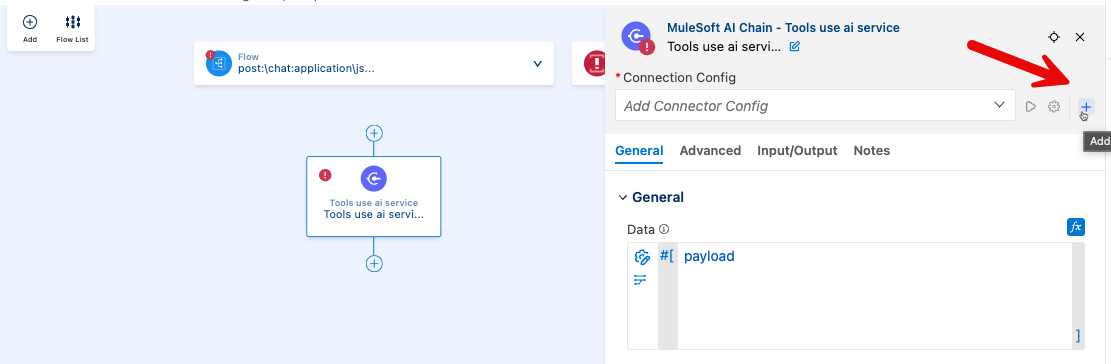 Add
Flow List
Flow
post:\chat:application\js...
Tools use ai service
Tools use ai servi...
MuleSoft AI Chain - Tools use ai service
Tools use ai servi...
* Connection Config
Add Connector Config
Add
General
Advanced
Input/Output
Notes
General
Data
fx
#[ payload
]